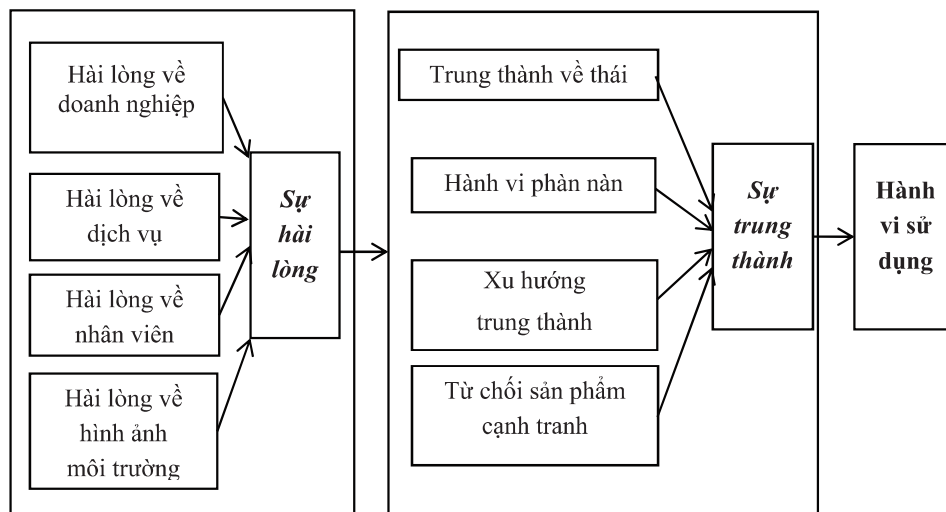 Hài lòng về
doanh nghiệp
Hài lòng về
dịch vụ
Hài lòng về
nhân viên
Hài lòng về
hình ảnh
môi trường
Sự
hài
lòng
Trung thành về thái
Hành vi phàn nàn
Xu hướng
trung thành
Từ chối sản phẩm
cạnh tranh
Sự
trung
thành
Hành
vi sử
dụng